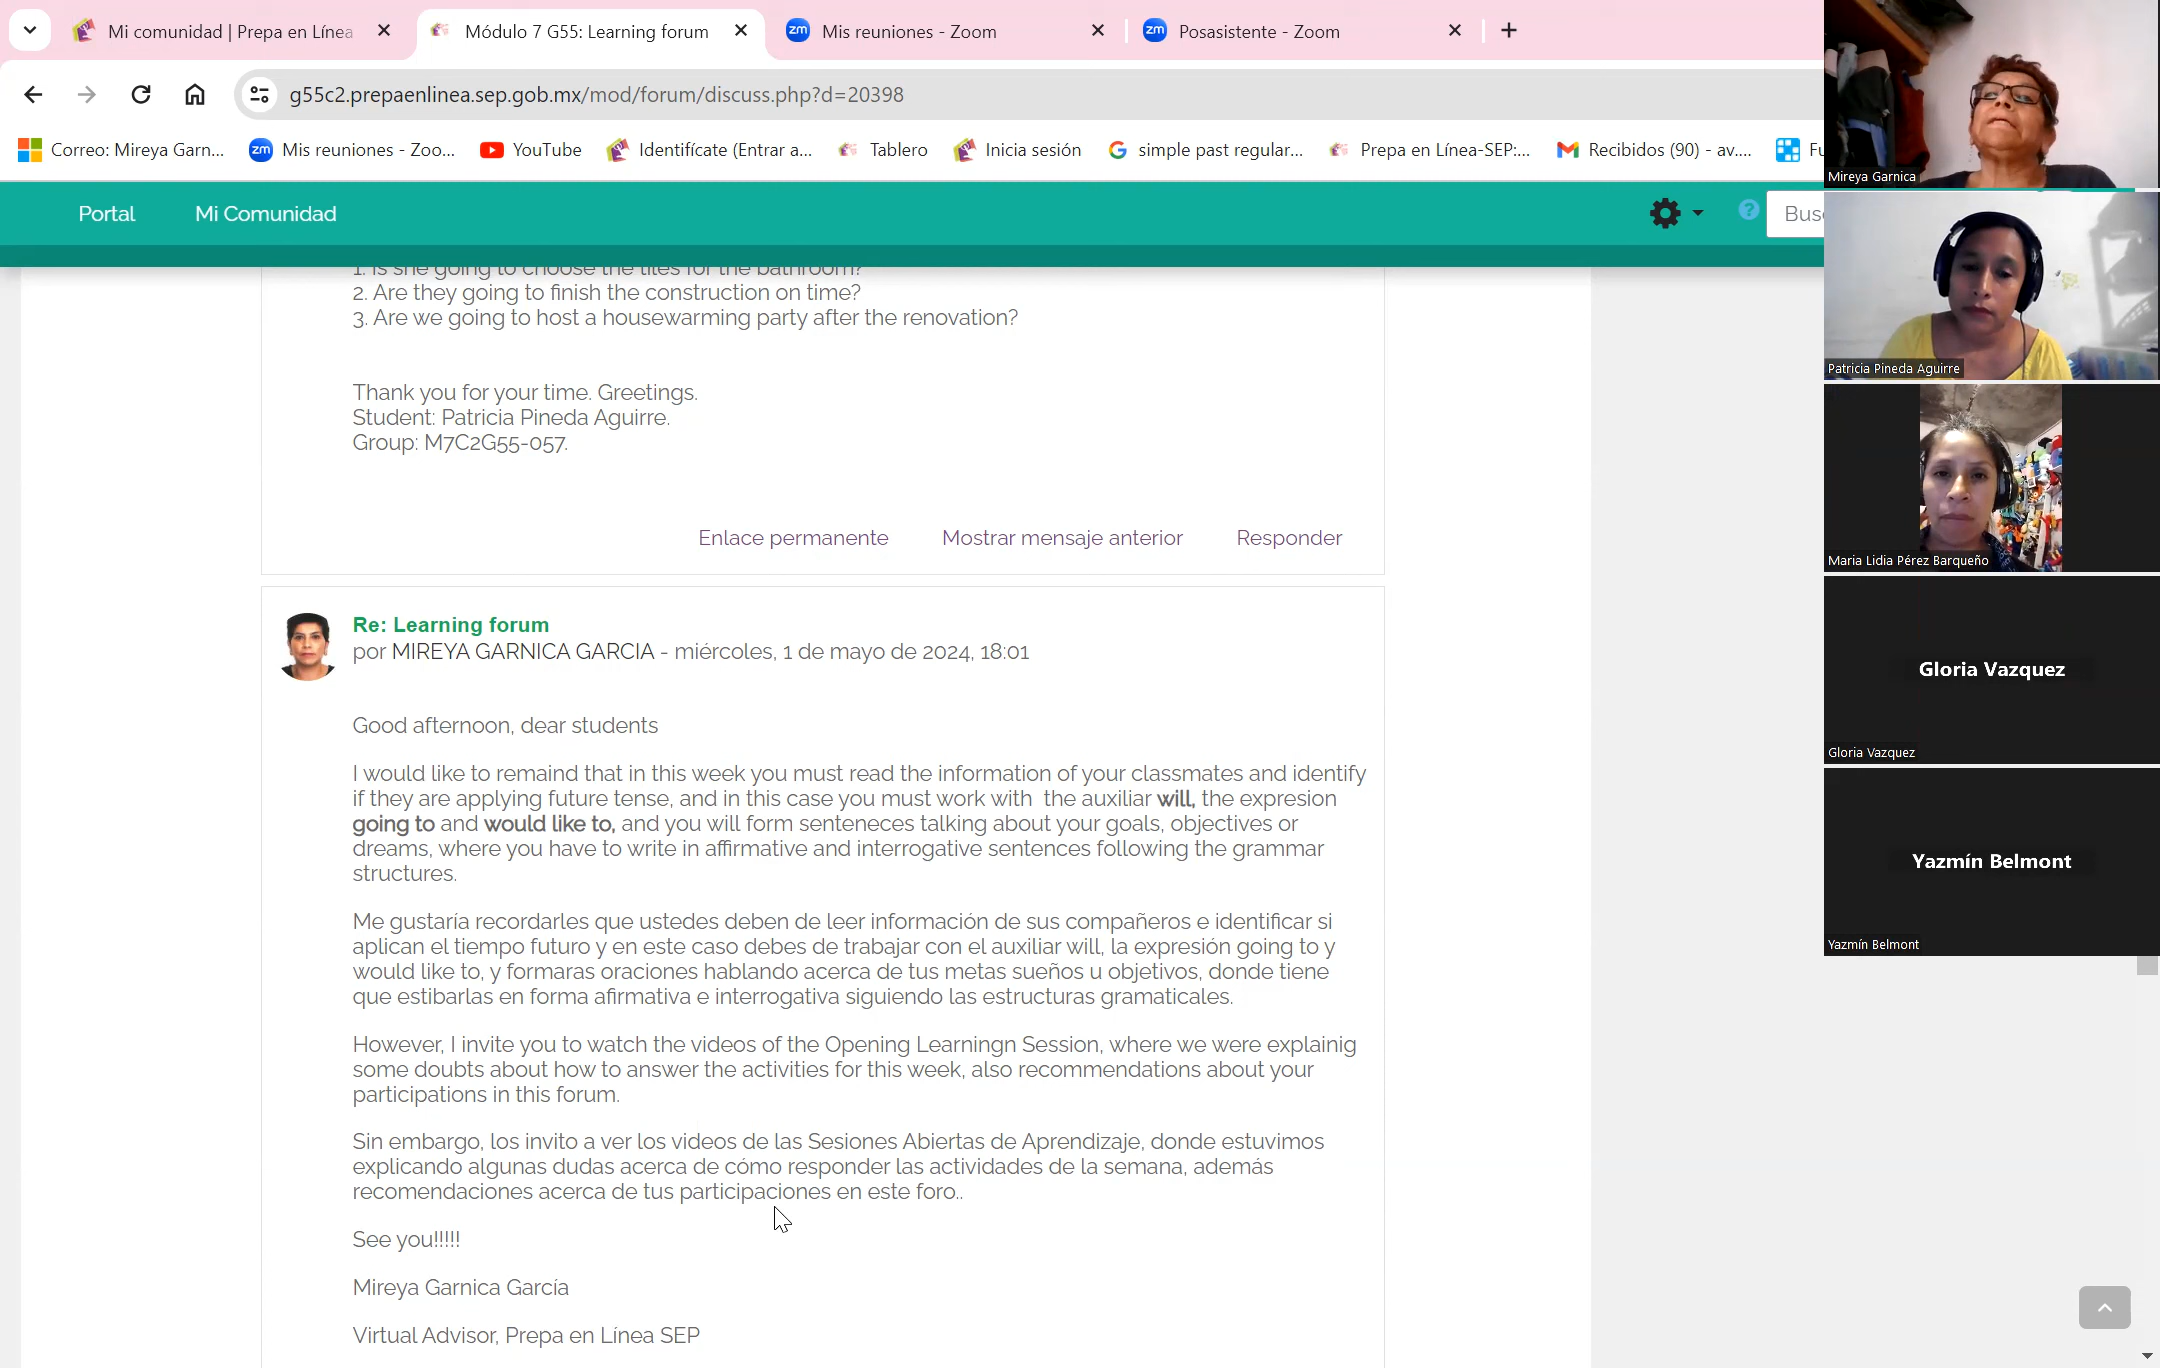 Mi comunidad | Prepa en Línea
Módulo 7 G55: Learning forum
Mis reuniones - Zoom
Posasistente - Zoom
g55c2.prepaenlinea.sep.gob.mx/mod/forum/discuss.php?d=20398
Correo: Mireya Garn...
Mis reuniones - Zoo...
YouTube
Identifícate (Entrar a...
Tablero
Inicia sesión
simple past regular...
Prepa en Línea-SEP:...
Recibidos (90) - av....
Fu
Portal
Mi Comunidad
Bus
1. Is she going to choose the tiles for the bathroom?
2. Are they going to finish the construction on time?
3. Are we going to host a housewarming party after the renovation?
Thank you for your time. Greetings.
Student: Patricia Pineda Aguirre.
Group: M7C2G55-057.
Enlace permanente
Mostrar mensaje anterior
Responder
Re: Learning forum
por MIREYA GARNICA GARCIA - miércoles, 1 de mayo de 2024, 18:01
Good afternoon, dear students
I would like to remaind that in this week you must read the information of your classmates and identify
if they are applying future tense, and in this case you must work with the auxiliar will, the expresion
going to and would like to, and you will form senteneces talking about your goals, objectives or
dreams, where you have to write in affirmative and interrogative sentences following the grammar
structures.
Me gustaría recordarles que ustedes deben de leer información de sus compañeros e identificar si
aplican el tiempo futuro y en este caso debes de trabajar con el auxiliar will, la expresión going to y
would like to, y formaras oraciones hablando acerca de tus metas sueños u objetivos, donde tiene
que estibarlas en forma afirmativa e interrogativa siguiendo las estructuras gramaticales.
However, I invite you to watch the videos of the Opening Learningn Session, where we were explainig
some doubts about how to answer the activities for this week, also recommendations about your
participations in this forum.
Sin embargo, los invito a ver los videos de las Sesiones Abiertas de Aprendizaje, donde estuvimos
explicando algunas dudas acerca de cómo responder las actividades de la semana, además
recomendaciones acerca de tus participaciones en este foro..
See you!!!!!
Mireya Garnica García
Virtual Advisor, Prepa en Línea SEP
Mireya Garnica
Patricia Pineda Aguirre
Maria Lidia Pérez Barqueño
Gloria Vazquez
Gloria Vazquez
Yazmín Belmont
Yazmín Belmont